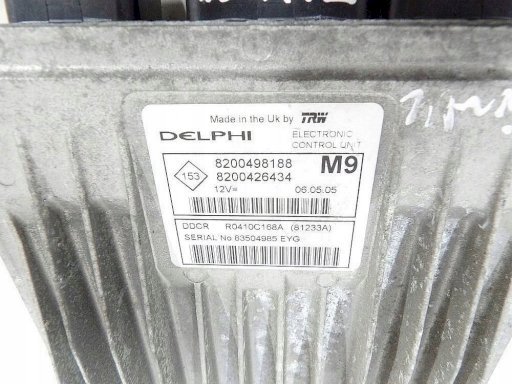 Made in the Uk by TRW
DELPHI ELECTRONIC
CONTROL UNIT
8200498188 M9
153 8200426434
12V= 06.05.05
DDCR R0410C168A (81233A)
SERIAL No 83504985 EYG